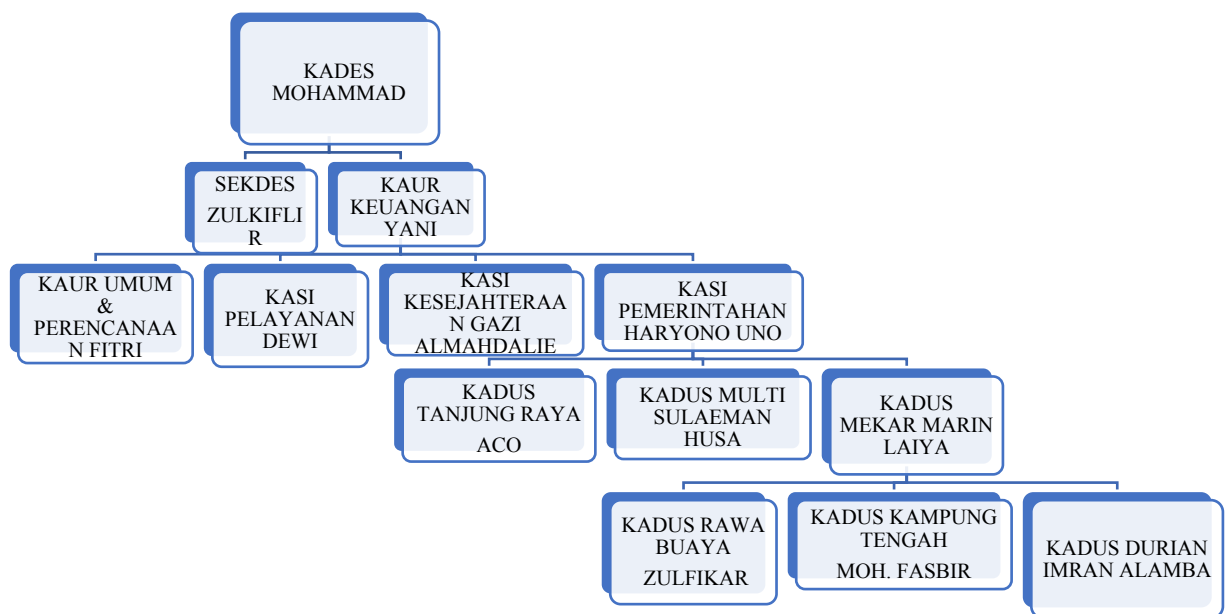 KADES
MOHAMMAD
SEKDES
ZULKIFLI
R
KAUR
KEUANGAN
YANI
KAUR UMUM
&
PERENCANAA
N FITRI
KASI
PELAYANAN
DEWI
KASI
KESEJAHTERAA
N GAZI
ALMAHDALIE
KASI
PEMERINTAHAN
HARYONO UNO
KADUS
TANJUNG RAYA
ACO
KADUS MULTI
SULAEMAN
HUSA
KADUS
MEKAR MARIN
LAIYA
KADUS RAWA
BUAYA
ZULFIKAR
KADUS KAMPUNG
TENGAH
MOH. FASBIR
KADUS DURIAN
IMRAN ALAMBA